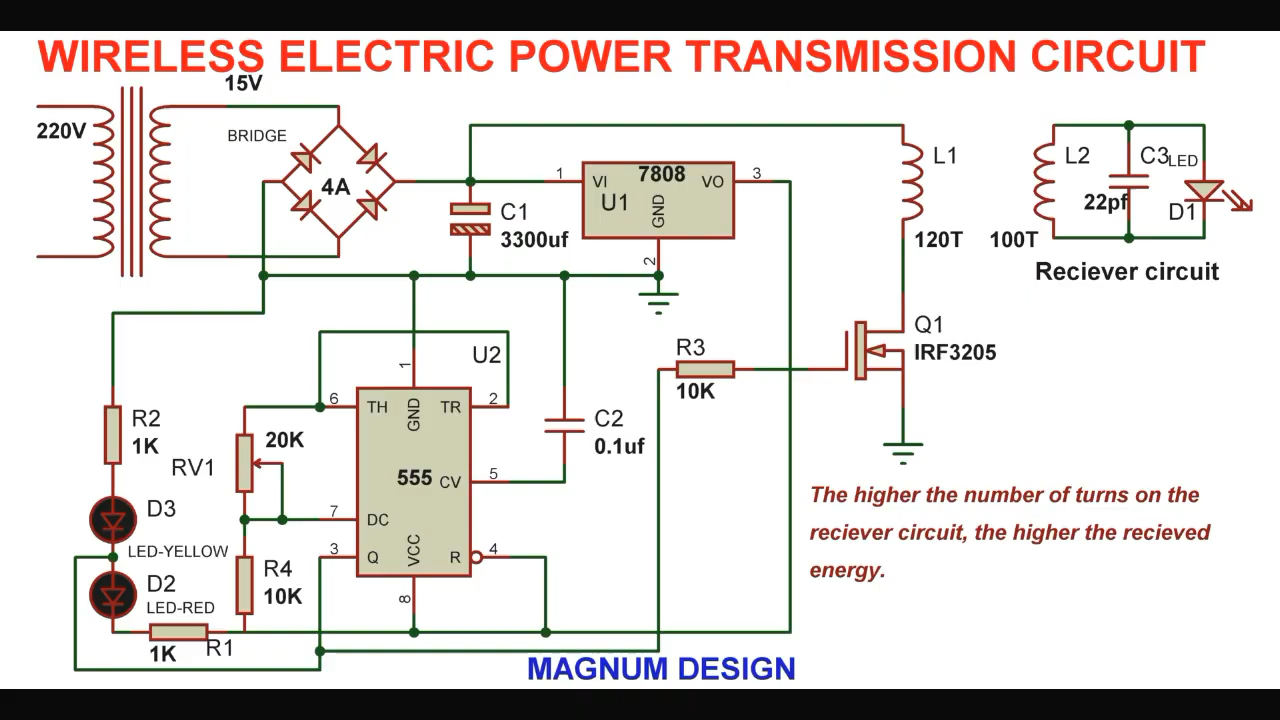 WIRELESS ELECTRIC POWER TRANSMISSION CIRCUIT
15V
220V
BRIDGE
4A
C1
3300uf
1
VI
7808
VO
3
U1
GND
2
L1
120T
L2
100T
C3
22pf
LED
D1
Reciever circuit
R2
1K
D3
LED-YELLOW
D2
LED-RED
1K
R1
20K
RV1
R4
10K
U2
1
6
TH
GND
TR
2
555
CV
5
7
DC
3
Q
VCC
R
4
8
C2
0.1uf
R3
10K
Q1
IRF3205
The higher the number of turns on the
reciever circuit, the higher the recieved
energy.
MAGNUM DESIGN